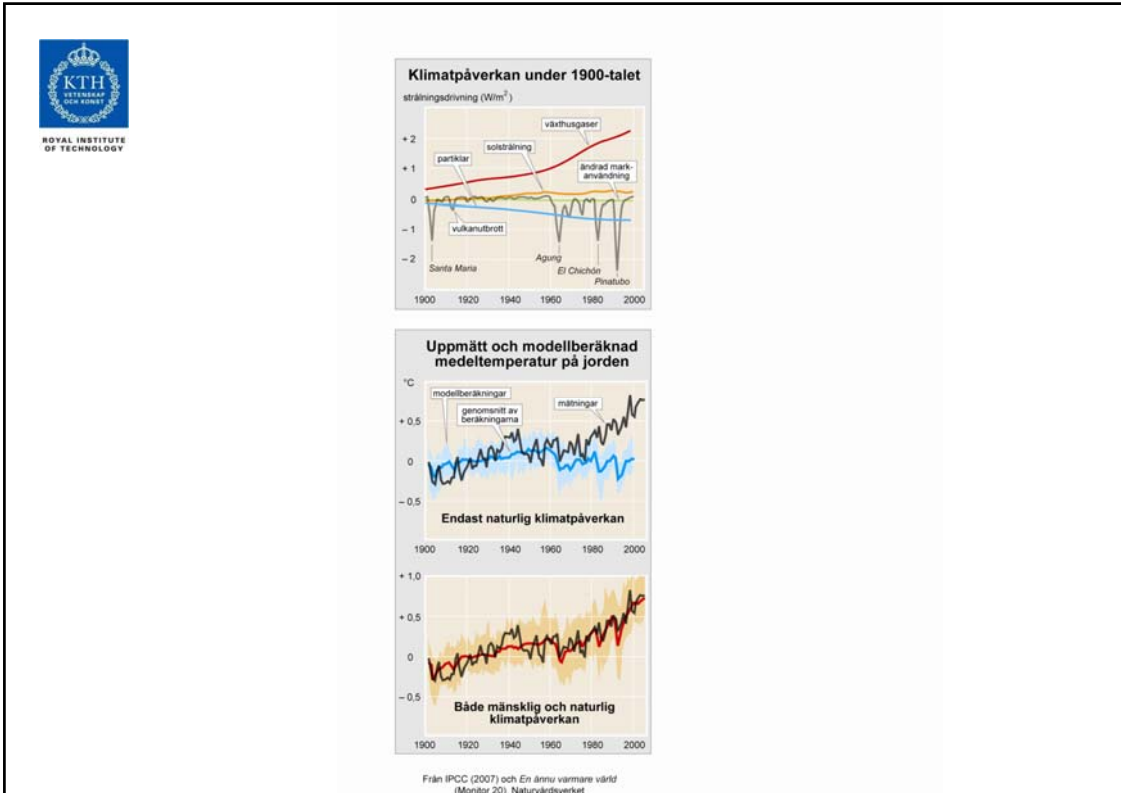 KTH
VETENSKAP
OCH KONST
ROYAL INSTITUTE
OF TECHNOLOGY
Klimatpåverkan under 1900-talet
strålningsdrivning (W/m²)
växthusgaser
+ 2
solstrålning
partiklar
ändrad mark-
användning
+ 1
0
vulkanutbrott
– 1
– 2
Santa Maria
Agung
El Chichón
Pinatubo
1900 1920 1940 1960 1980 2000
Uppmätt och modellberäknad
medeltemperatur på jorden
°C
modellberäkningar
genomsnitt av
beräkningarna
mätningar
+ 0,5
0
– 0,5
Endast naturlig klimatpåverkan
1900 1920 1940 1960 1980 2000
+ 1,0
+ 0,5
0
– 0,5
Både mänsklig och naturlig
klimatpåverkan
1900 1920 1940 1960 1980 2000
Från IPCC (2007) och En ännu varmare värld
(Monitor 20), Naturvårdsverket